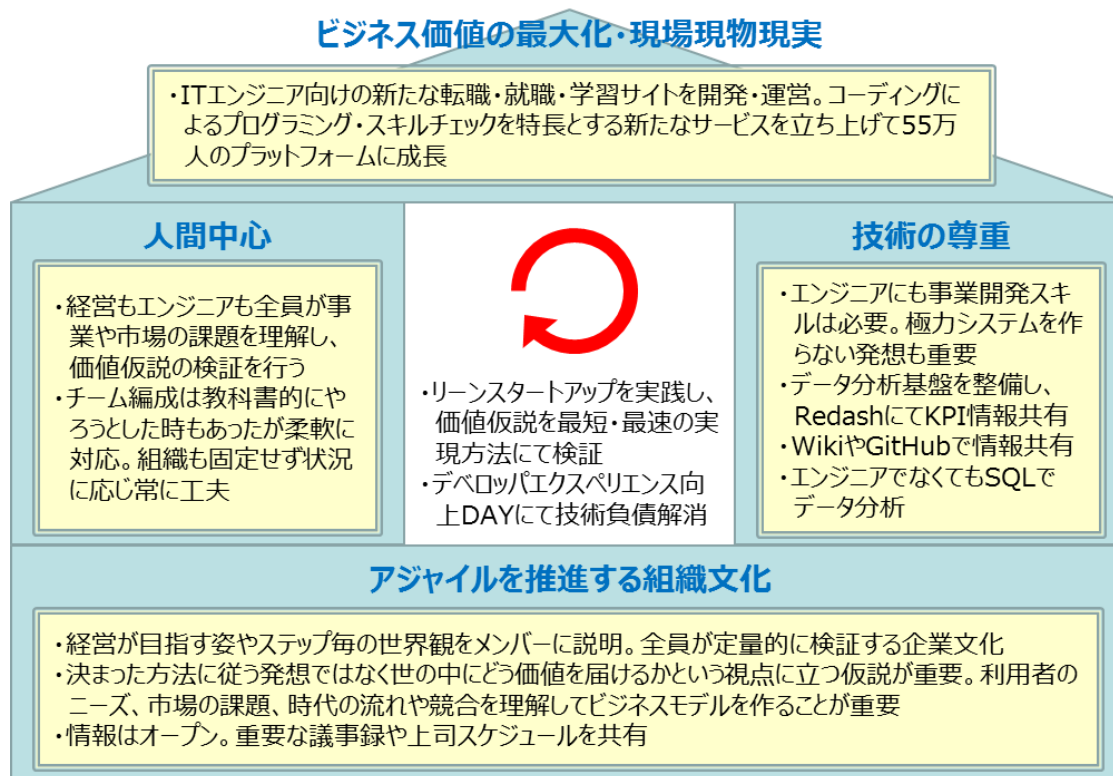 ビジネス価値の最大化・現場現物現実
・ITエンジニア向けの新たな転職・就職・学習サイトを開発・運営。コーディングに
よるプログラミング・スキルチェックを特長とする新たなサービスを立ち上げて55万
人のプラットフォームに成長
人間中心
・経営もエンジニアも全員が事
業や市場の課題を理解し、
価値仮説の検証を行う
・チーム編成は教科書的にや
ろうとした時もあったが柔軟に
対応。組織も固定せず状況
に応じ常に工夫
・リーンスタートアップを実践し、
価値仮説を最短・最速の実
現方法にて検証
・デベロッパエクスペリエンス向
上DAYにて技術負債解消
技術の尊重
・エンジニアにも事業開発スキ
ルは必要。極力システムを作
らない発想も重要
・データ分析基盤を整備し、
RedashにてKPI情報共有
・WikiやGitHubで情報共有
・エンジニアでなくてもSQLで
データ分析
アジャイルを推進する組織文化
・経営が目指す姿やステップ毎の世界観をメンバーに説明。全員が定量的に検証する企業文化
・決まった方法に従う発想ではなく世の中にどう価値を届けるかという視点に立つ仮説が重要。利用者の
ニーズ、市場の課題、時代の流れや競合を理解してビジネスモデルを作ることが重要
・情報はオープン。重要な議事録や上司スケジュールを共有